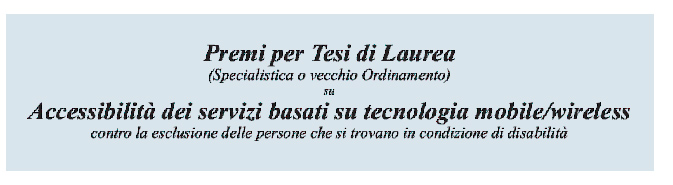 Premi per Tesi di Laurea
(Specialistica o vecchio Ordinamento)
su
Accessibilità dei servizi basati su tecnologia mobile/wireless
contro la esclusione delle persone che si trovano in condizione di disabilità